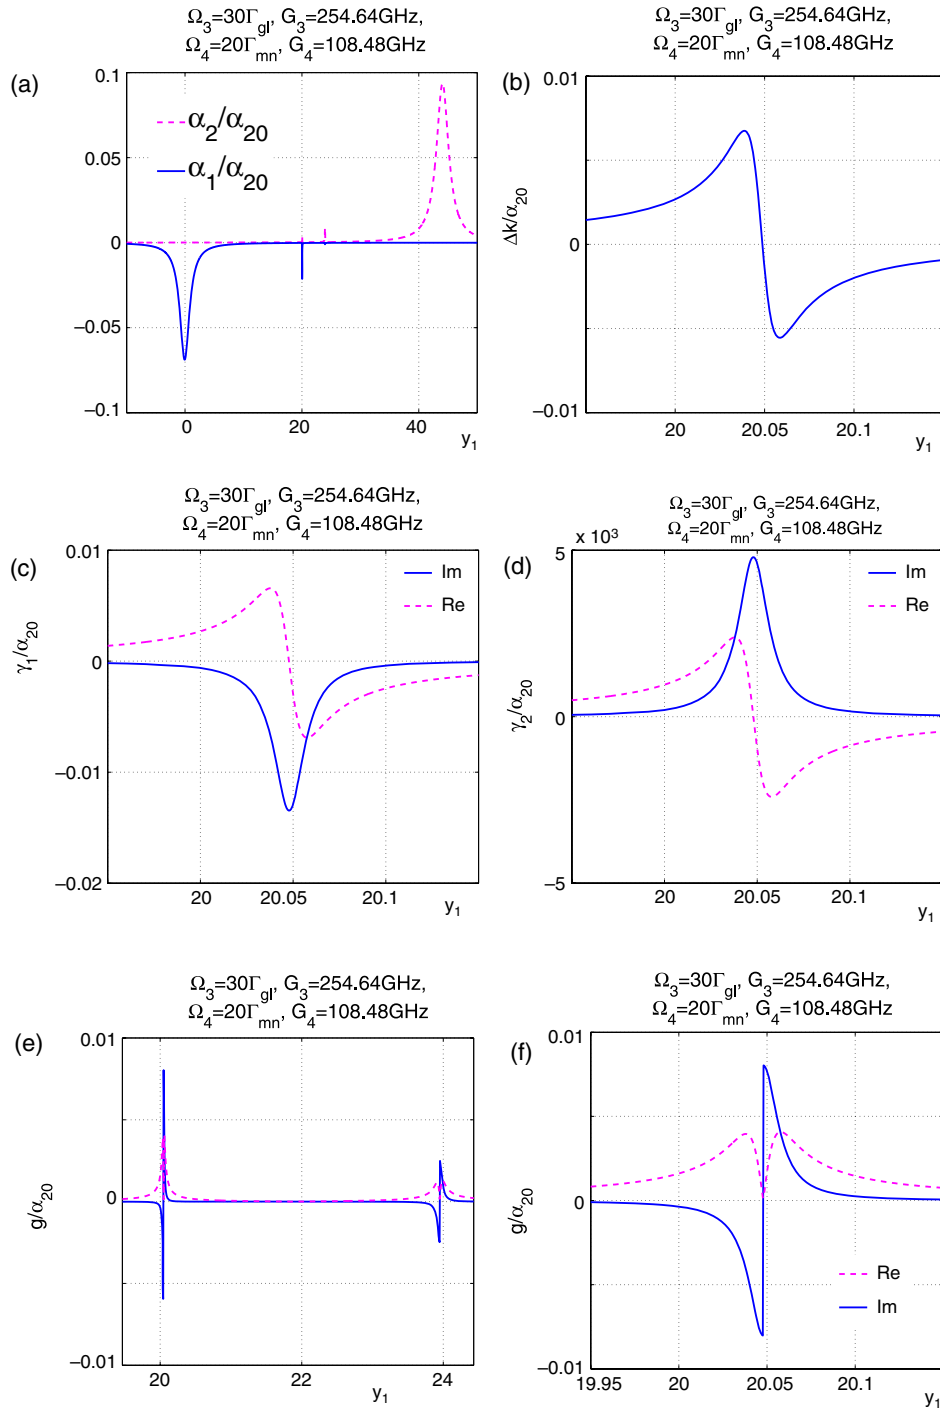 Ω3=30Γgl, G3=254.64GHz,
Ω4=20Γmn, G4=108.48GHz
(a)
0.1
0.05
0
−0.05
−0.1
α2/α20
α1/α20
0
20
40
y1
Ω3=30Γgl, G3=254.64GHz,
Ω4=20Γmn, G4=108.48GHz
(b)
0.01
0
−0.01
Δk/α20
20
20.05
20.1
y1
Ω3=30Γgl, G3=254.64GHz,
Ω4=20Γmn, G4=108.48GHz
(c)
0.01
0
−0.01
−0.02
γ1/α20
Im
Re
20
20.05
20.1
y1
Ω3=30Γgl, G3=254.64GHz,
Ω4=20Γmn, G4=108.48GHz
x 10³
(d)
5
0
−5
γ2/α20
Im
Re
20
20.05
20.1
y1
Ω3=30Γgl, G3=254.64GHz,
Ω4=20Γmn, G4=108.48GHz
(e)
0.01
0
−0.01
g/α20
20
22
24
y1
Ω3=30Γgl, G3=254.64GHz,
Ω4=20Γmn, G4=108.48GHz
(f)
0.01
0
−0.01
g/α20
Re
Im
19.95
20
20.05
20.1
y1